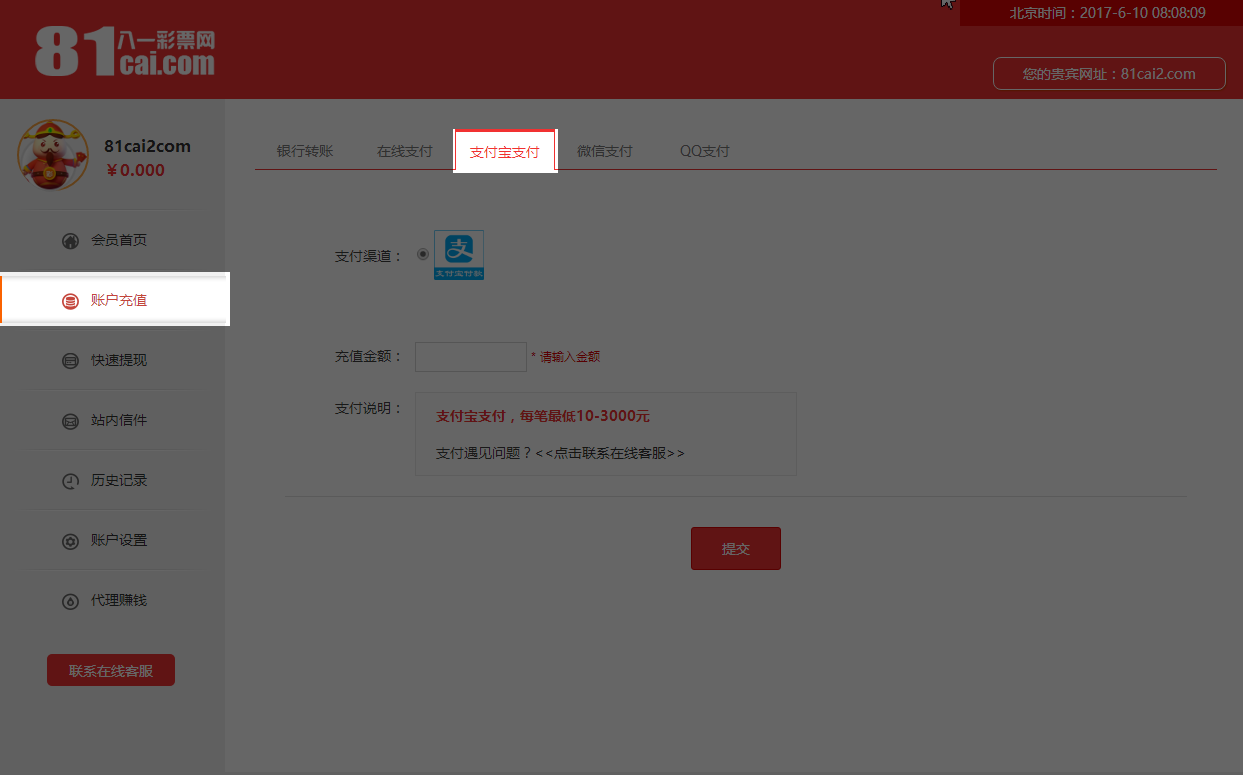 北京时间：2017-6-10 08:08:09
81 八一彩票网
cai.com
您的贵宾网址：81cai2.com
81cai2com
￥0.000
会员首页
账户充值
快速提现
站内信件
历史记录
账户设置
代理赚钱
联系在线客服
银行转账 在线支付 支付宝支付 微信支付 QQ支付
支付渠道：
支
支付宝付款
充值金额： * 请输入金额
支付说明：
支付宝支付，每笔最低10-3000元
支付遇见问题？<<点击联系在线客服>>
提交